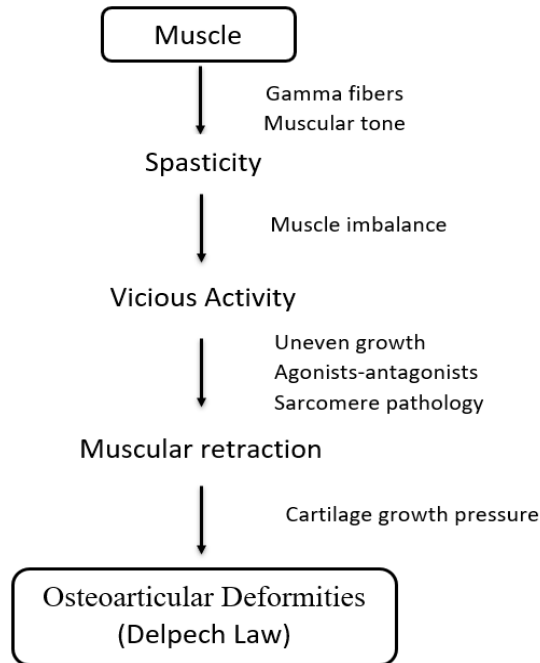 Muscle
Gamma fibers
Muscular tone
Spasticity
Muscle imbalance
Vicious Activity
Uneven growth
Agonists-antagonists
Sarcomere pathology
Muscular retraction
Cartilage growth pressure
Osteoarticular Deformities
(Delpech Law)